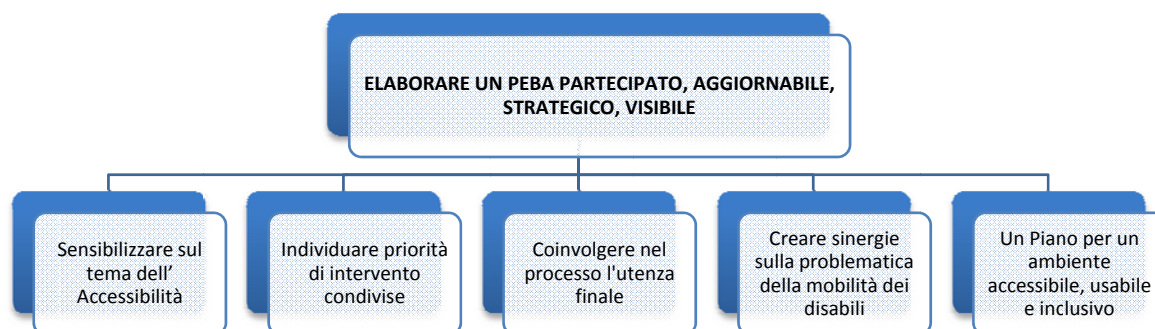 ELABORARE UN PEBA PARTECIPATO, AGGIORNABILE,
STRATEGICO, VISIBILE
Sensibilizzare sul
tema dell’
Accessibilità
Individuare priorità
di intervento
condivise
Coinvolgere nel
processo l'utenza
finale
Creare sinergie
sulla problematica
della mobilità dei
disabili
Un Piano per un
ambiente
accessibile, usabile
e inclusivo